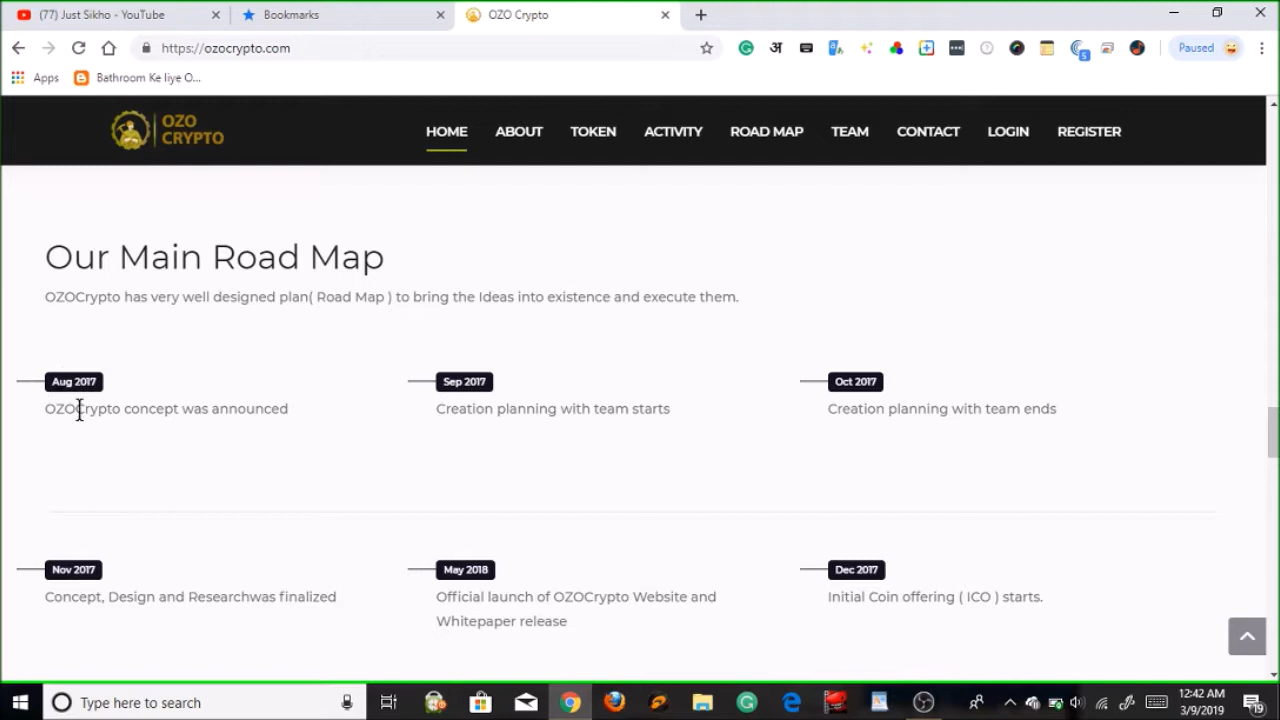 (77) Just Sikho - YouTube
Bookmarks
OZO Crypto
https://ozocrypto.com
अ
5
Paused
Apps
Bathroom Ke liye O...
OZO
CRYPTO
HOME
ABOUT
TOKEN
ACTIVITY
ROAD MAP
TEAM
CONTACT
LOGIN
REGISTER
Our Main Road Map
OZOCrypto has very well designed plan( Road Map ) to bring the Ideas into existence and execute them.
Aug 2017
OZOCrypto concept was announced
Sep 2017
Creation planning with team starts
Oct 2017
Creation planning with team ends
Nov 2017
Concept, Design and Researchwas finalized
May 2018
Official launch of OZOCrypto Website and
Whitepaper release
Dec 2017
Initial Coin offering ( ICO ) starts.
Type here to search
12:42 AM
3/9/2019
19